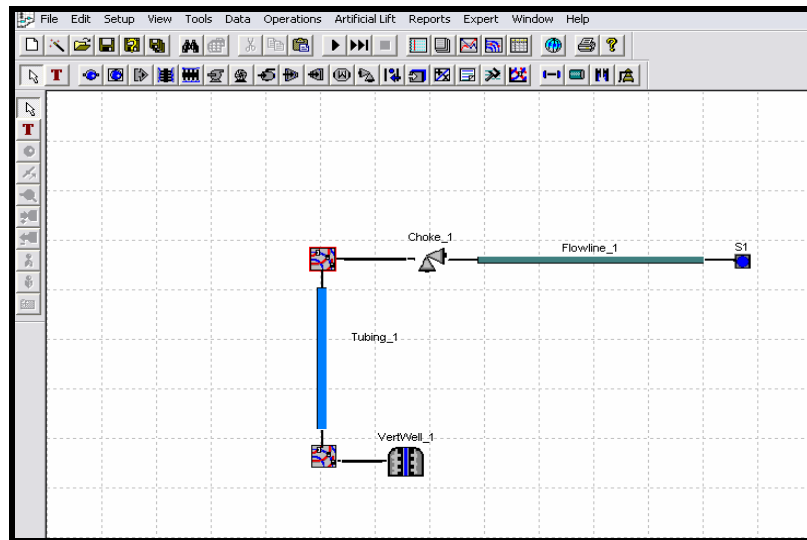 File Edit Setup View Tools Data Operations Artificial Lift Reports Expert Window Help
T
T
Choke_1
Flowline_1
S1
Tubing_1
VertWell_1